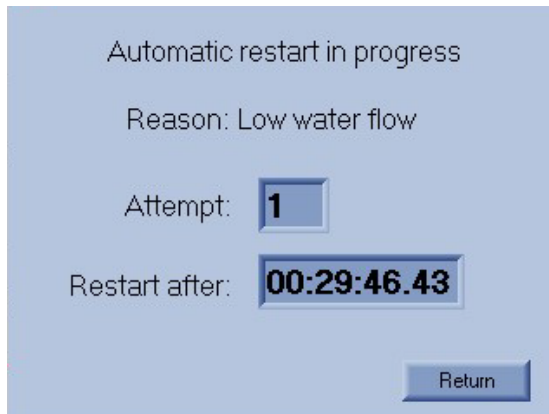 Automatic restart in progress
Reason: Low water flow
Attempt: 1
Restart after: 00:29:46.43
Return